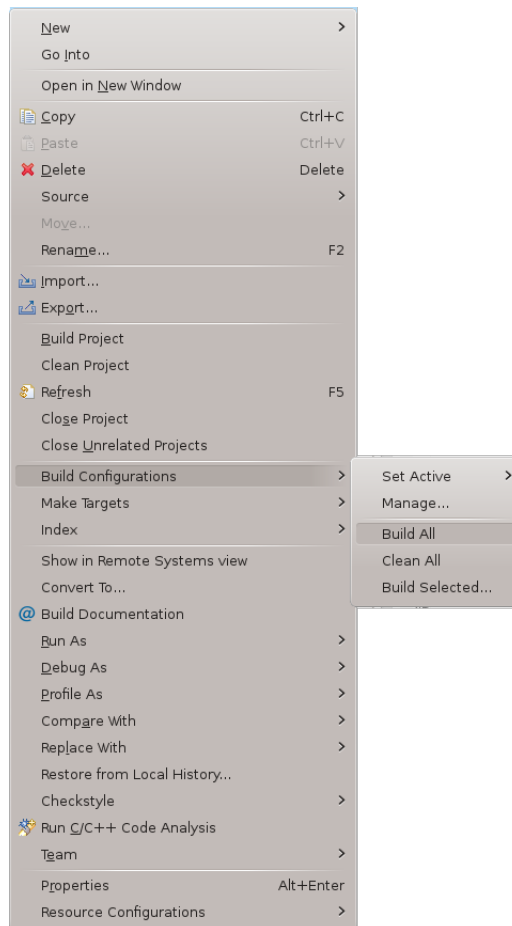 New
Go Into
Open in New Window
Copy Ctrl+C
Paste Ctrl+V
Delete Delete
Source
Move...
Rename... F2
Import...
Export...
Build Project
Clean Project
Refresh F5
Close Project
Close Unrelated Projects
Build Configurations
Make Targets
Index
Show in Remote Systems view
Convert To...
Build Documentation
Run As
Debug As
Profile As
Compare With
Replace With
Restore from Local History...
Checkstyle
Run C/C++ Code Analysis
Team
Properties Alt+Enter
Resource Configurations
Set Active
Manage...
Build All
Clean All
Build Selected...